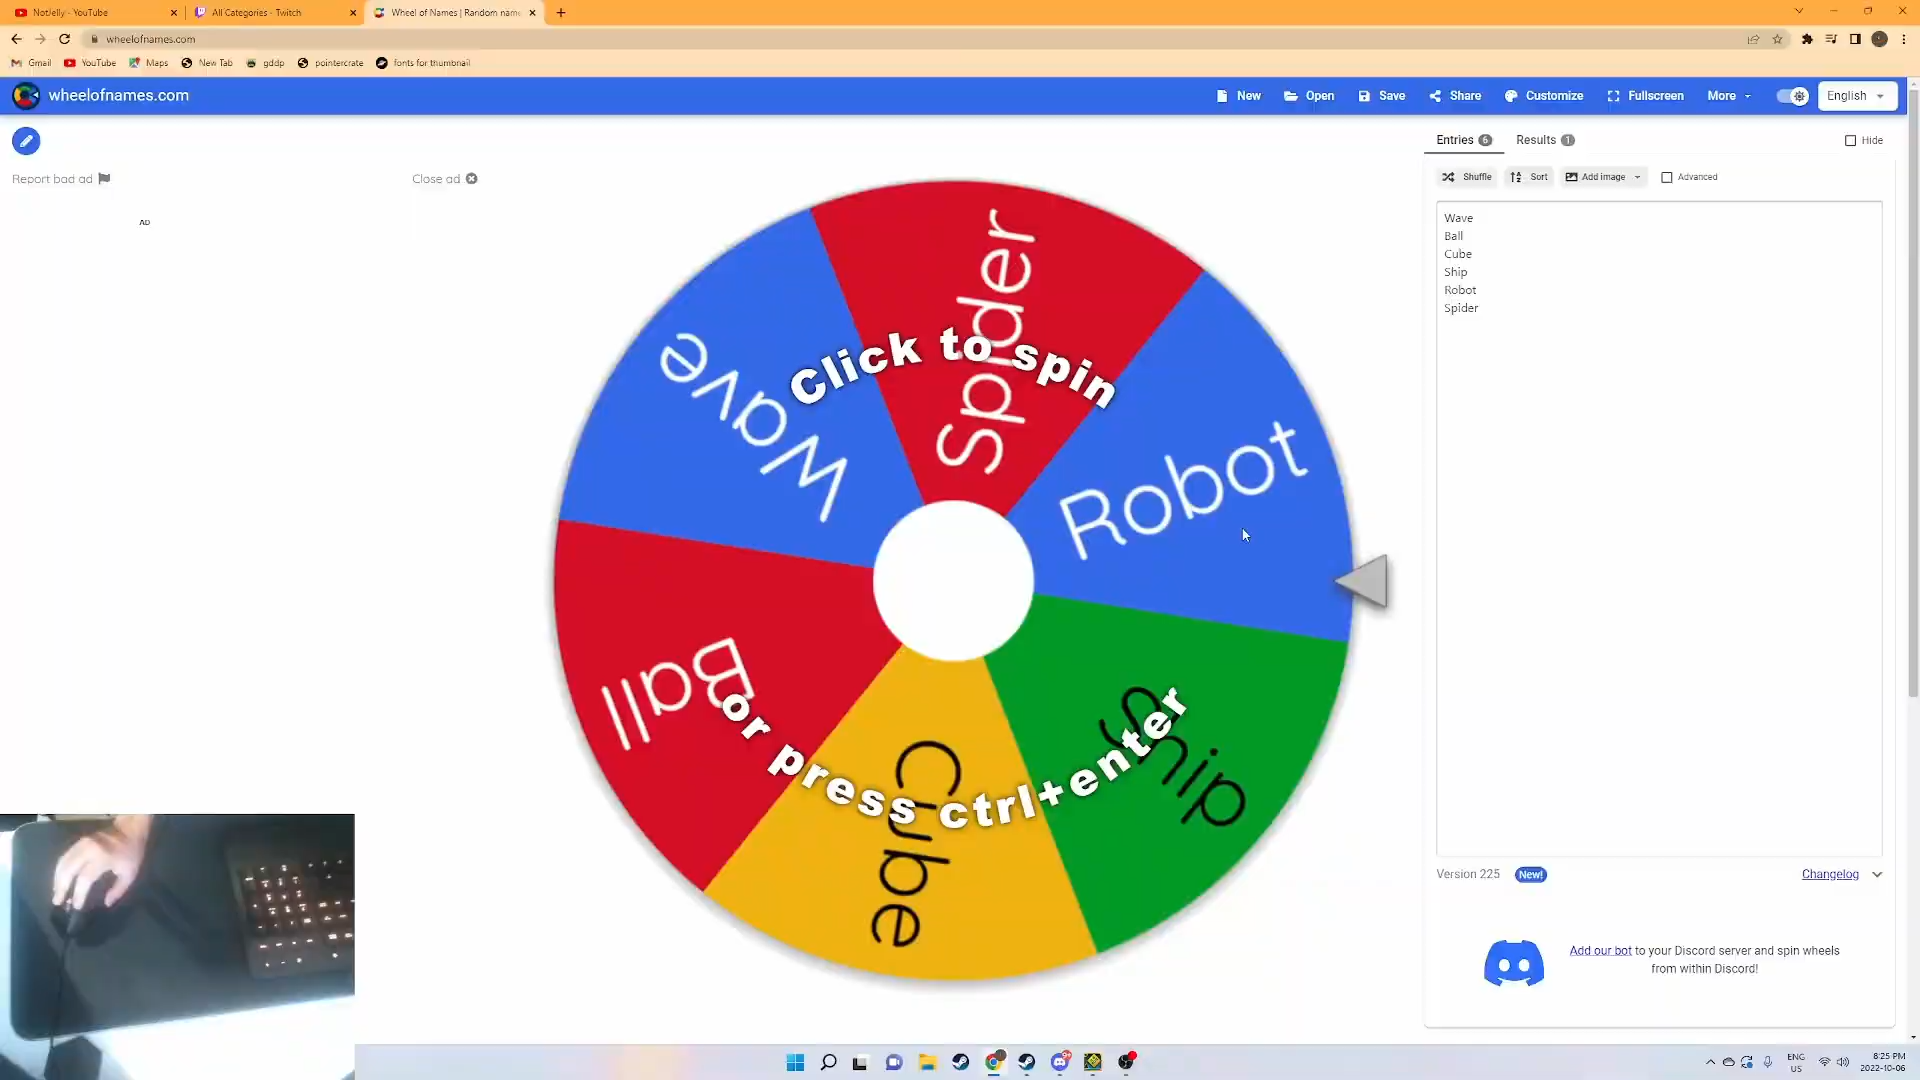 NotJelly - YouTube
All Categories - Twitch
Wheel of Names | Random name
wheelofnames.com
Gmail
YouTube
Maps
New Tab
gddp
pointercrate
fonts for thumbnail
wheelofnames.com
New
Open
Save
Share
Customize
Fullscreen
More
English
Report bad ad
Close ad
AD
Entries 6
Results 1
Hide
Shuffle
Sort
Add image
Advanced
Wave
Ball
Cube
Ship
Robot
Spider
Spider
Robot
Ship
Cube
Ball
Wave
Click to spin
or press ctrl+enter
Version 225
New!
Changelog
Add our bot to your Discord server and spin wheels
from within Discord!
ENG
US
8:25 PM
2022-10-06